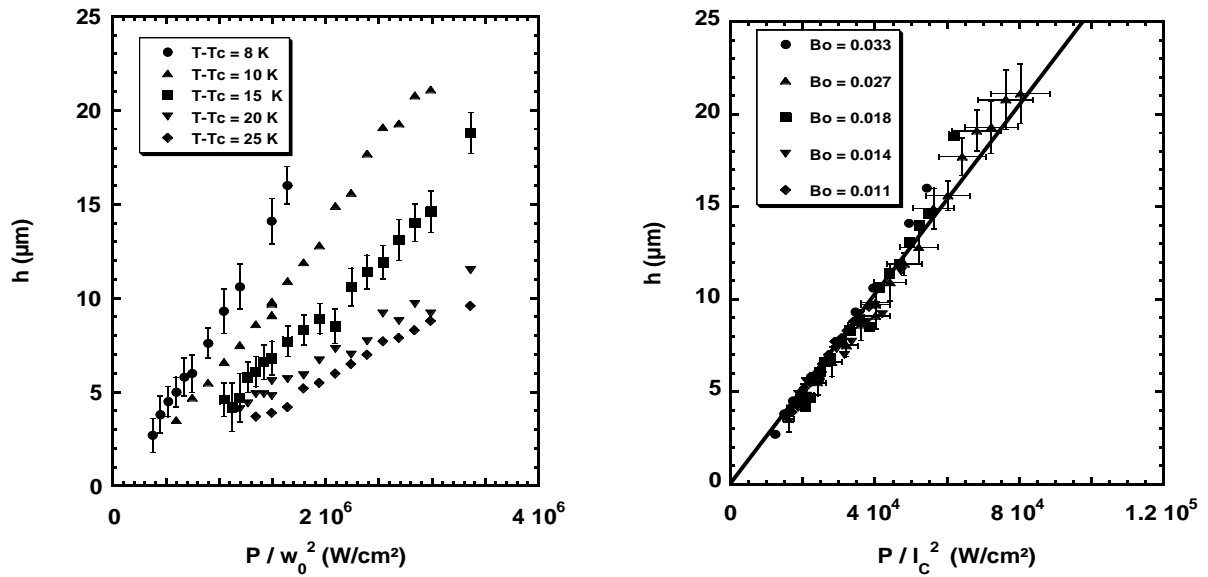 25
20
15
10
5
0
h (µm)
T-Tc = 8 K
T-Tc = 10 K
T-Tc = 15 K
T-Tc = 20 K
T-Tc = 25 K
0
2 10⁶
4 10⁶
P / w₀² (W/cm²)
25
20
15
10
5
0
h (µm)
Bo = 0.033
Bo = 0.027
Bo = 0.018
Bo = 0.014
Bo = 0.011
0
4 10⁴
8 10⁴
1.2 10⁵
P / l_C² (W/cm²)